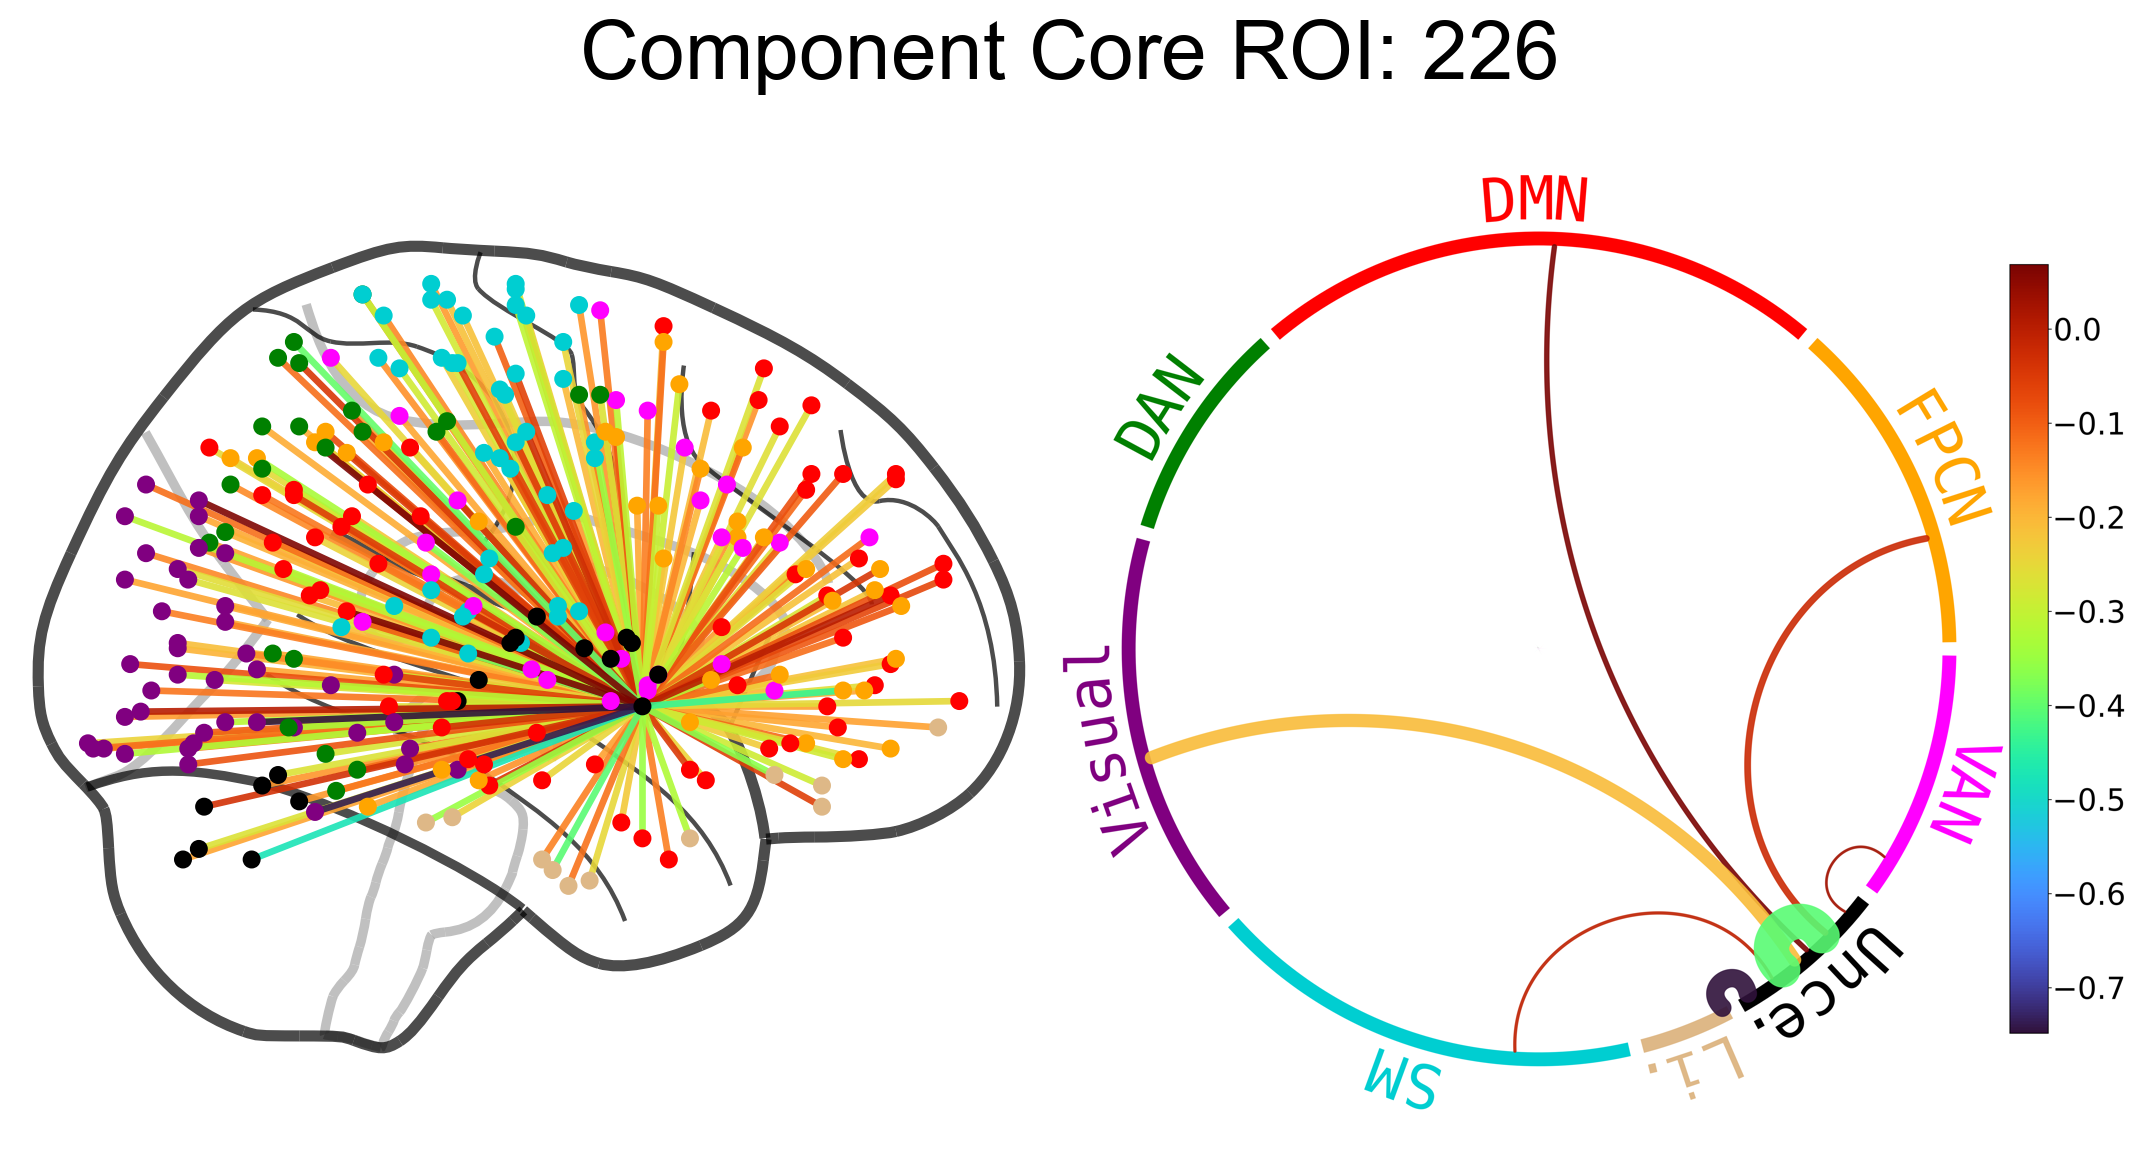 Component Core ROI: 226
DMN
FPCN
DAN
VAN
Visual
Unce.
Li.
SM
0.0
−0.1
−0.2
−0.3
−0.4
−0.5
−0.6
−0.7